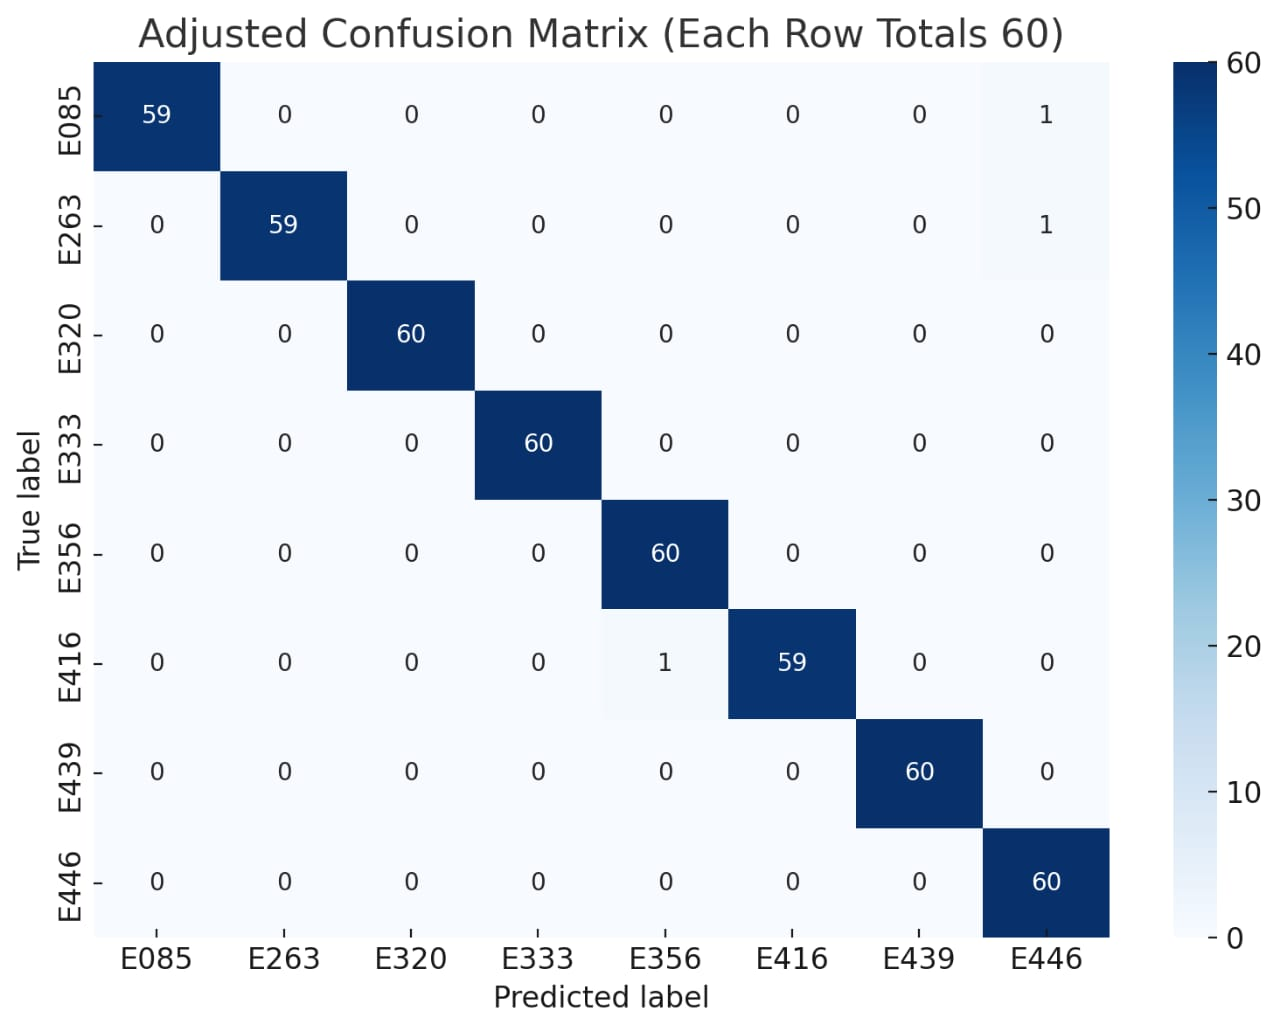 Adjusted Confusion Matrix (Each Row Totals 60)
E085 59 0 0 0 0 0 0 1
E263 0 59 0 0 0 0 0 1
E320 0 0 60 0 0 0 0 0
E333 0 0 0 60 0 0 0 0
E356 0 0 0 0 60 0 0 0
E416 0 0 0 0 1 59 0 0
E439 0 0 0 0 0 0 60 0
E446 0 0 0 0 0 0 0 60
True label
E085 E263 E320 E333 E356 E416 E439 E446
Predicted label
60
50
40
30
20
10
0